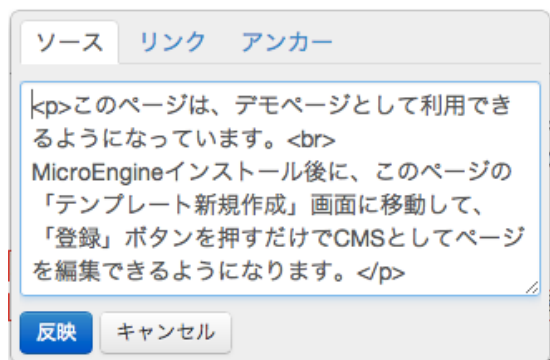 ソース リンク アンカー
<p>このページは、デモページとして利用でき
るようになっています。<br>
MicroEngineインストール後に、このページの
「テンプレート新規作成」画面に移動して、
「登録」ボタンを押すだけでCMSとしてページ
を編集できるようになります。</p>
反映 キャンセル